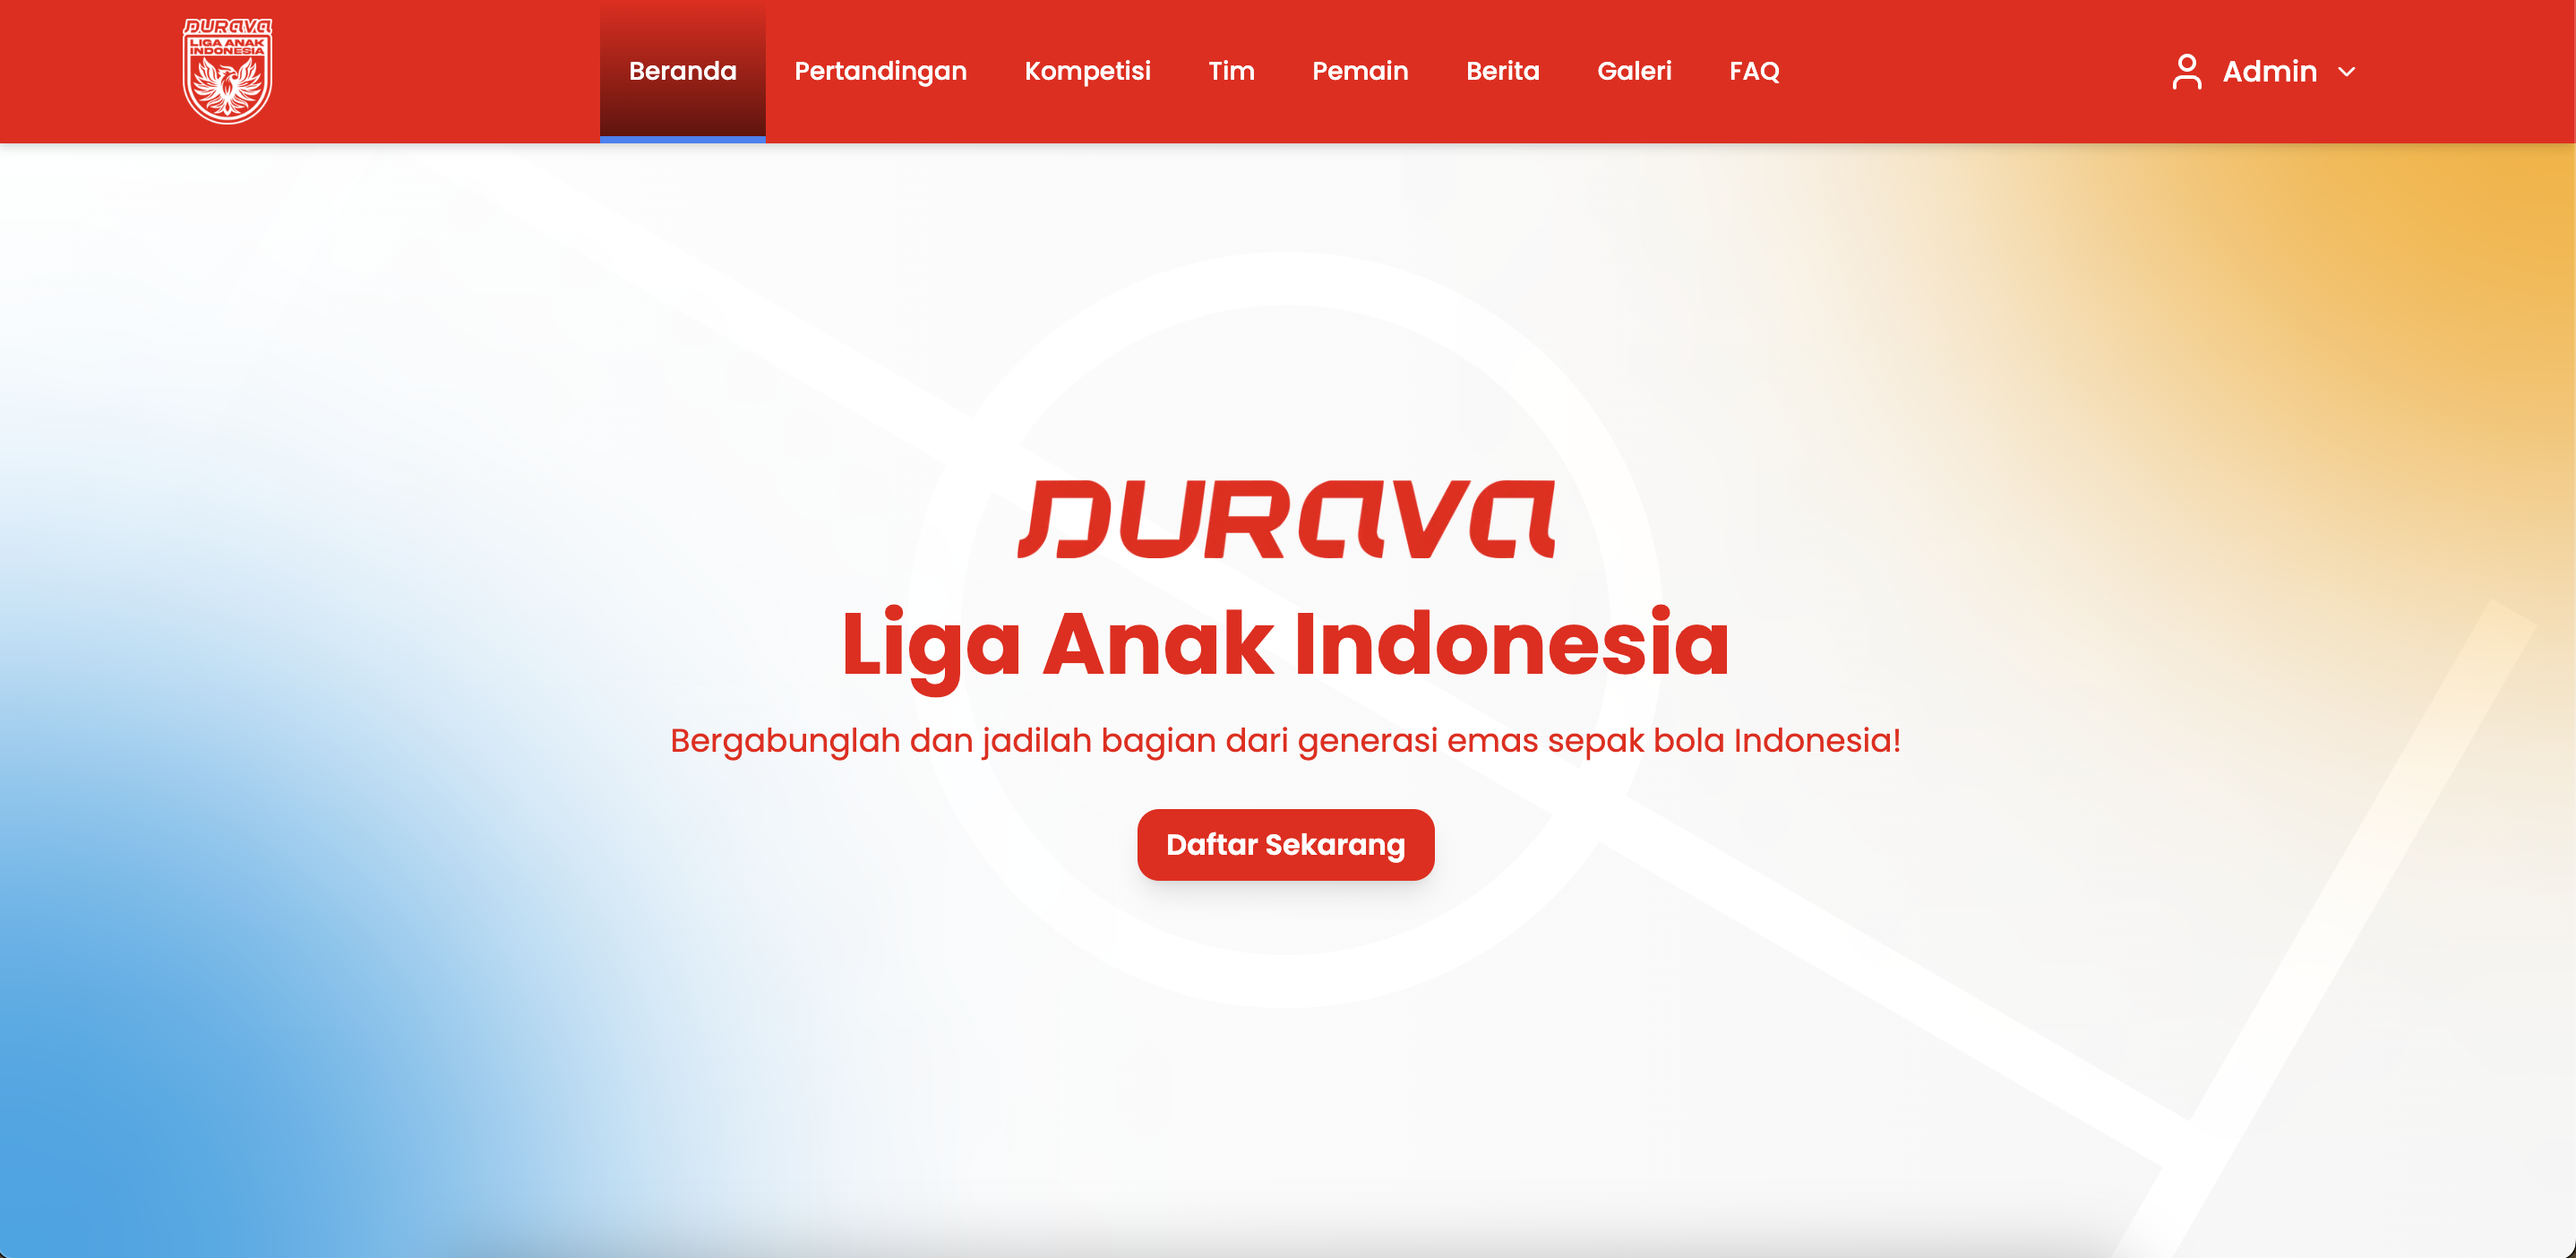 DURAVA
LIGA ANAK
INDONESIA
Beranda Pertandingan Kompetisi Tim Pemain Berita Galeri FAQ Admin
DURAVA
Liga Anak Indonesia
Bergabunglah dan jadilah bagian dari generasi emas sepak bola Indonesia!
Daftar Sekarang